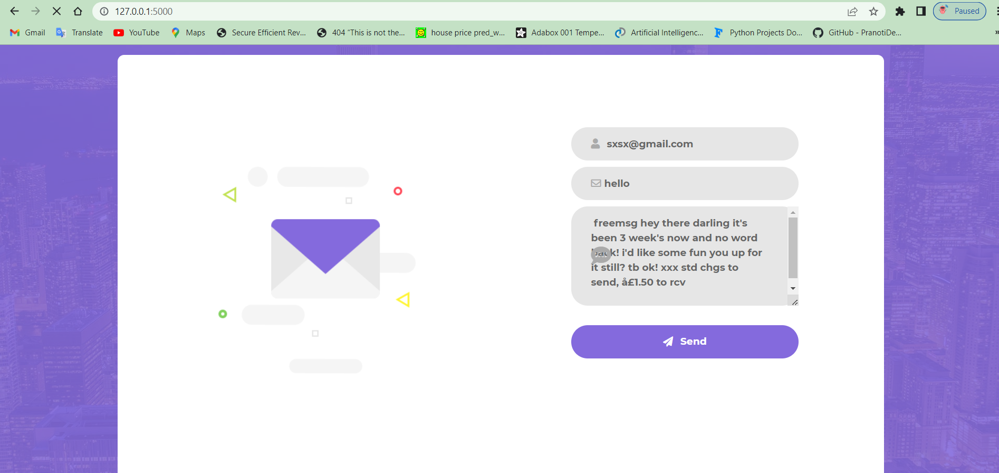 127.0.0.1:5000
Paused
Gmail
Translate
YouTube
Maps
Secure Efficient Rev...
404 “This is not the...
house price pred_w...
Adabox 001 Tempe...
Artificial Intelligenc...
Python Projects Do...
GitHub - PranotiDe...
»
sxsx@gmail.com
hello
freemsg hey there darling it's
been 3 week's now and no word
back! i'd like some fun you up for
it still? tb ok! xxx std chgs to
send, å£1.50 to rcv
Send